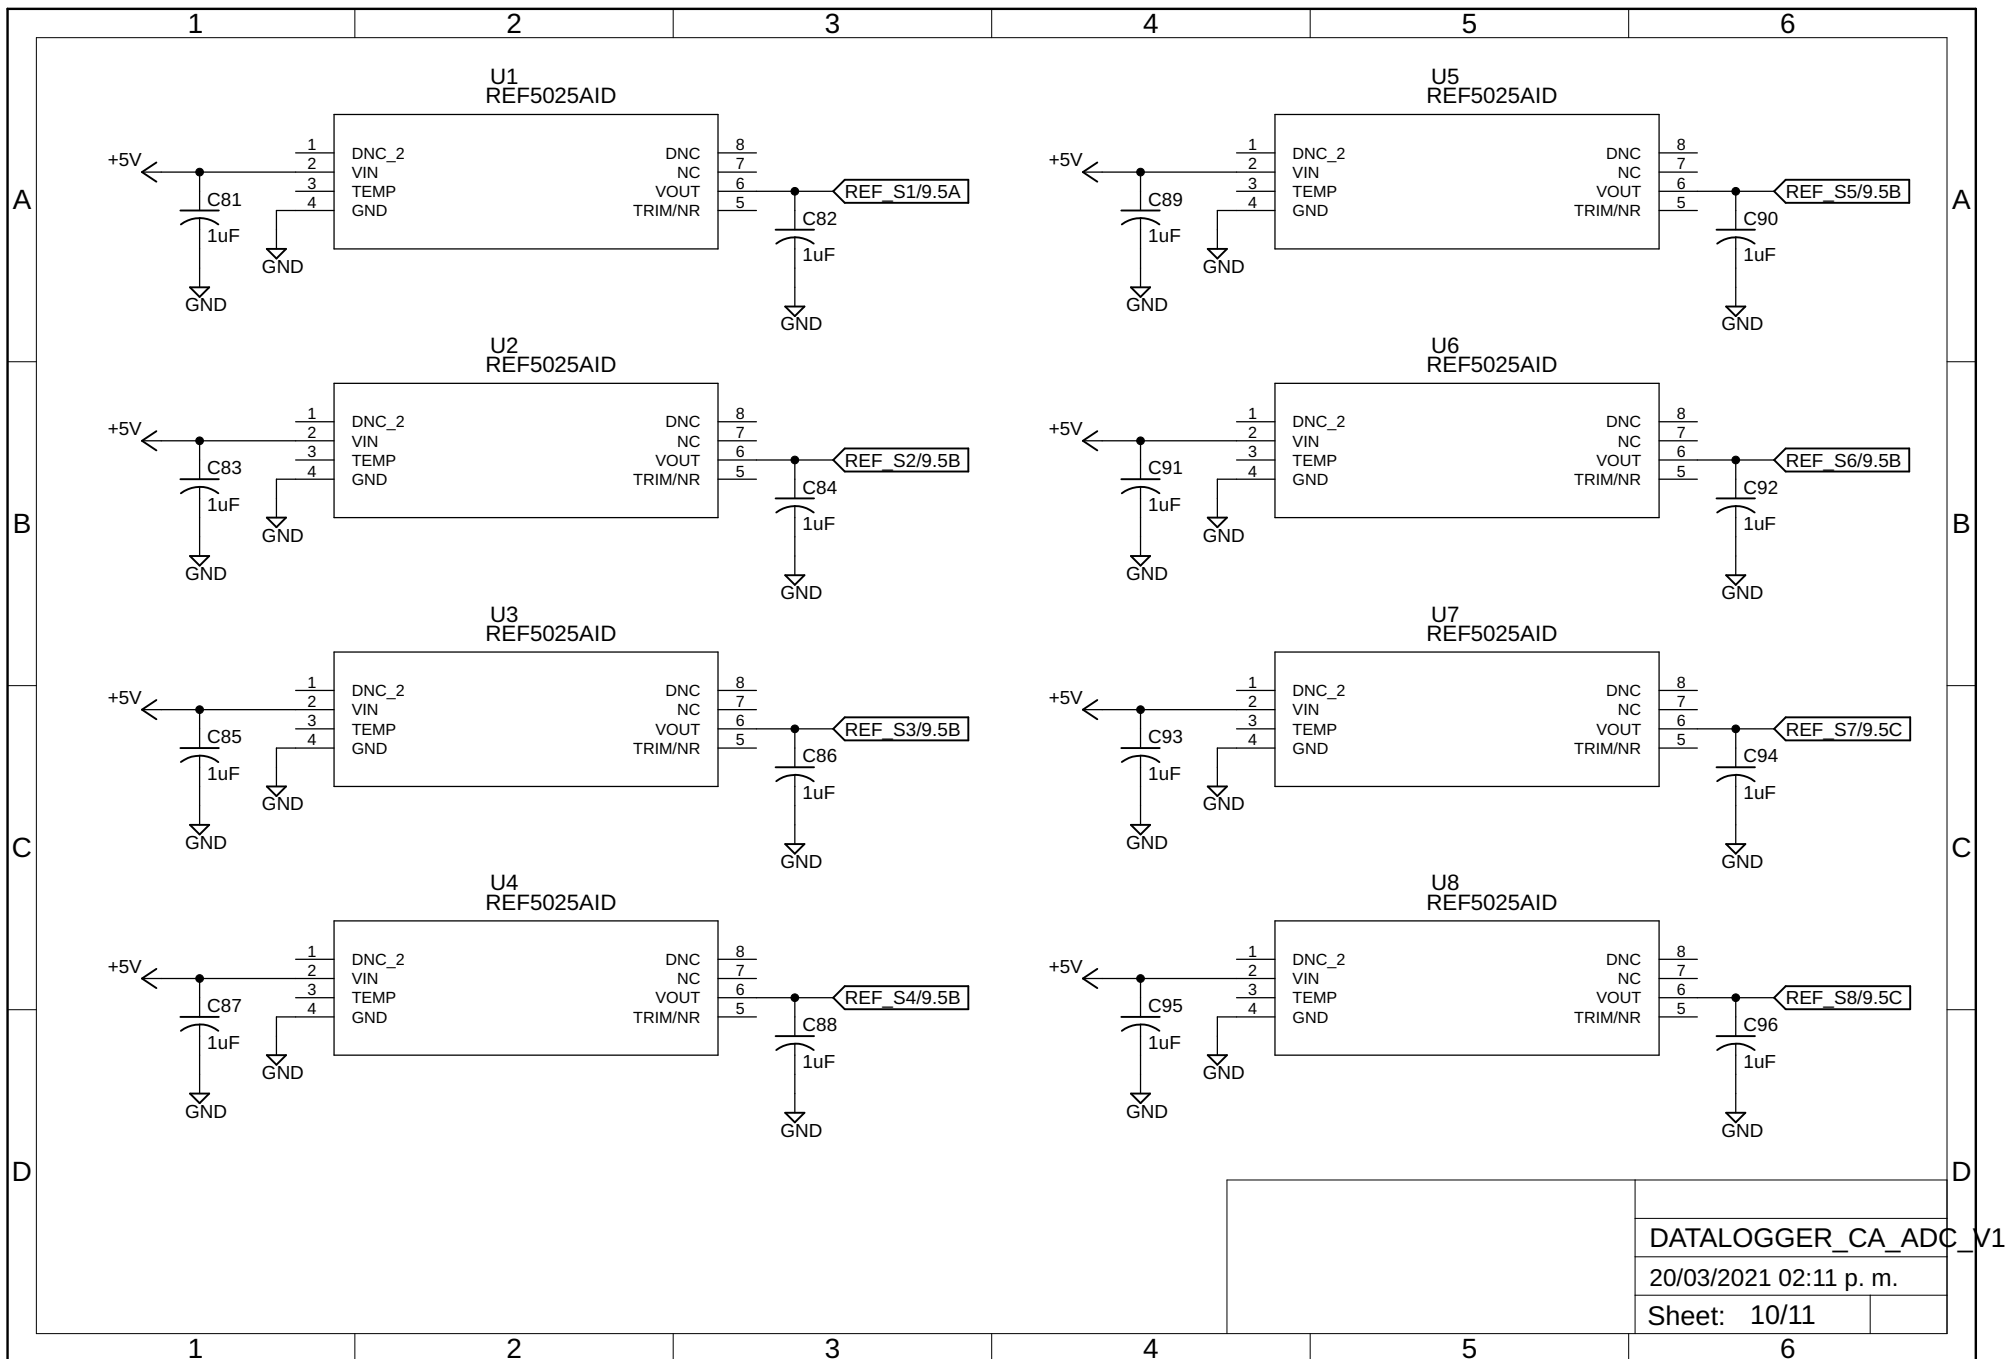 1 2 3 4 5 6
A A
B B
C C
D D
U1
REF5025AID
+5V
1 DNC_2 DNC 8
2 VIN NC 7
3 TEMP VOUT 6
4 GND TRIM/NR 5
C81
1uF
GND
GND
REF_S1/9.5A
C82
1uF
GND
U5
REF5025AID
+5V
1 DNC_2 DNC 8
2 VIN NC 7
3 TEMP VOUT 6
4 GND TRIM/NR 5
C89
1uF
GND
GND
REF_S5/9.5B
C90
1uF
GND
U2
REF5025AID
+5V
1 DNC_2 DNC 8
2 VIN NC 7
3 TEMP VOUT 6
4 GND TRIM/NR 5
C83
1uF
GND
GND
REF_S2/9.5B
C84
1uF
GND
U6
REF5025AID
+5V
1 DNC_2 DNC 8
2 VIN NC 7
3 TEMP VOUT 6
4 GND TRIM/NR 5
C91
1uF
GND
GND
REF_S6/9.5B
C92
1uF
GND
U3
REF5025AID
+5V
1 DNC_2 DNC 8
2 VIN NC 7
3 TEMP VOUT 6
4 GND TRIM/NR 5
C85
1uF
GND
GND
REF_S3/9.5B
C86
1uF
GND
U7
REF5025AID
+5V
1 DNC_2 DNC 8
2 VIN NC 7
3 TEMP VOUT 6
4 GND TRIM/NR 5
C93
1uF
GND
GND
REF_S7/9.5C
C94
1uF
GND
U4
REF5025AID
+5V
1 DNC_2 DNC 8
2 VIN NC 7
3 TEMP VOUT 6
4 GND TRIM/NR 5
C87
1uF
GND
GND
REF_S4/9.5B
C88
1uF
GND
U8
REF5025AID
+5V
1 DNC_2 DNC 8
2 VIN NC 7
3 TEMP VOUT 6
4 GND TRIM/NR 5
C95
1uF
GND
GND
REF_S8/9.5C
C96
1uF
GND
DATALOGGER_CA_ADC_V1
20/03/2021 02:11 p. m.
Sheet: 10/11
1 2 3 4 5 6